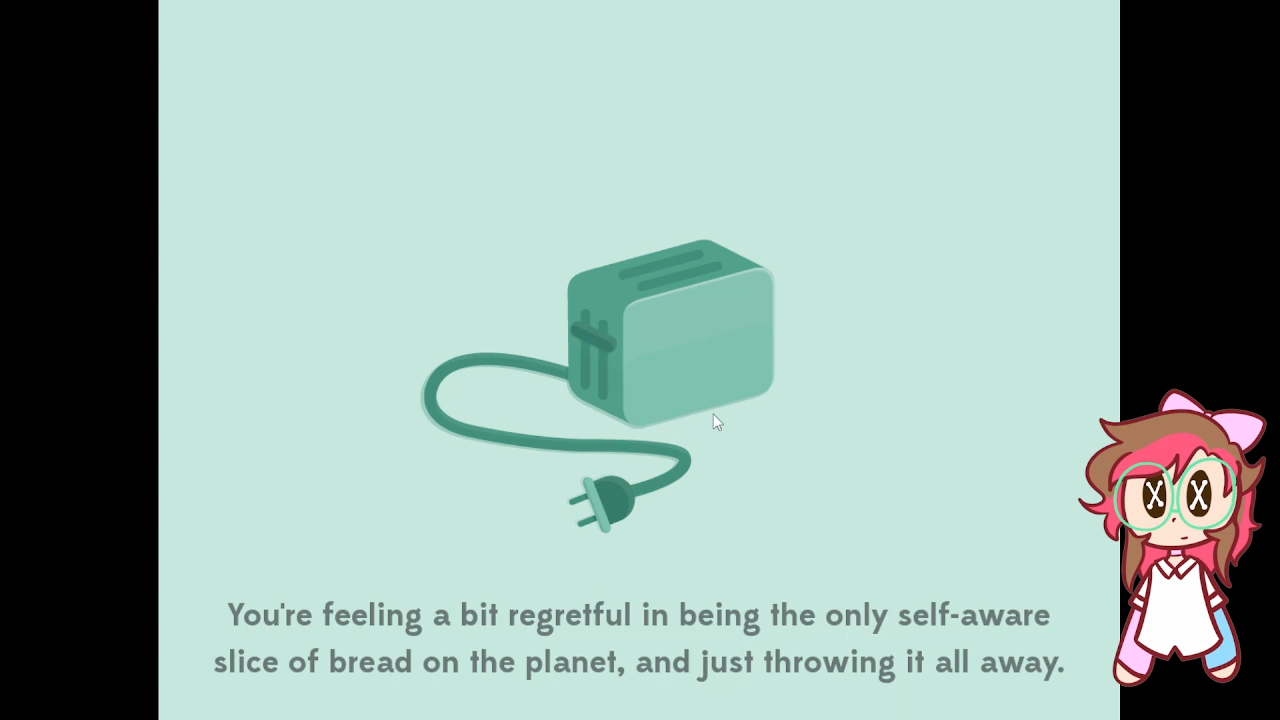 You're feeling a bit regretful in being the only self-aware
slice of bread on the planet, and just throwing it all away.